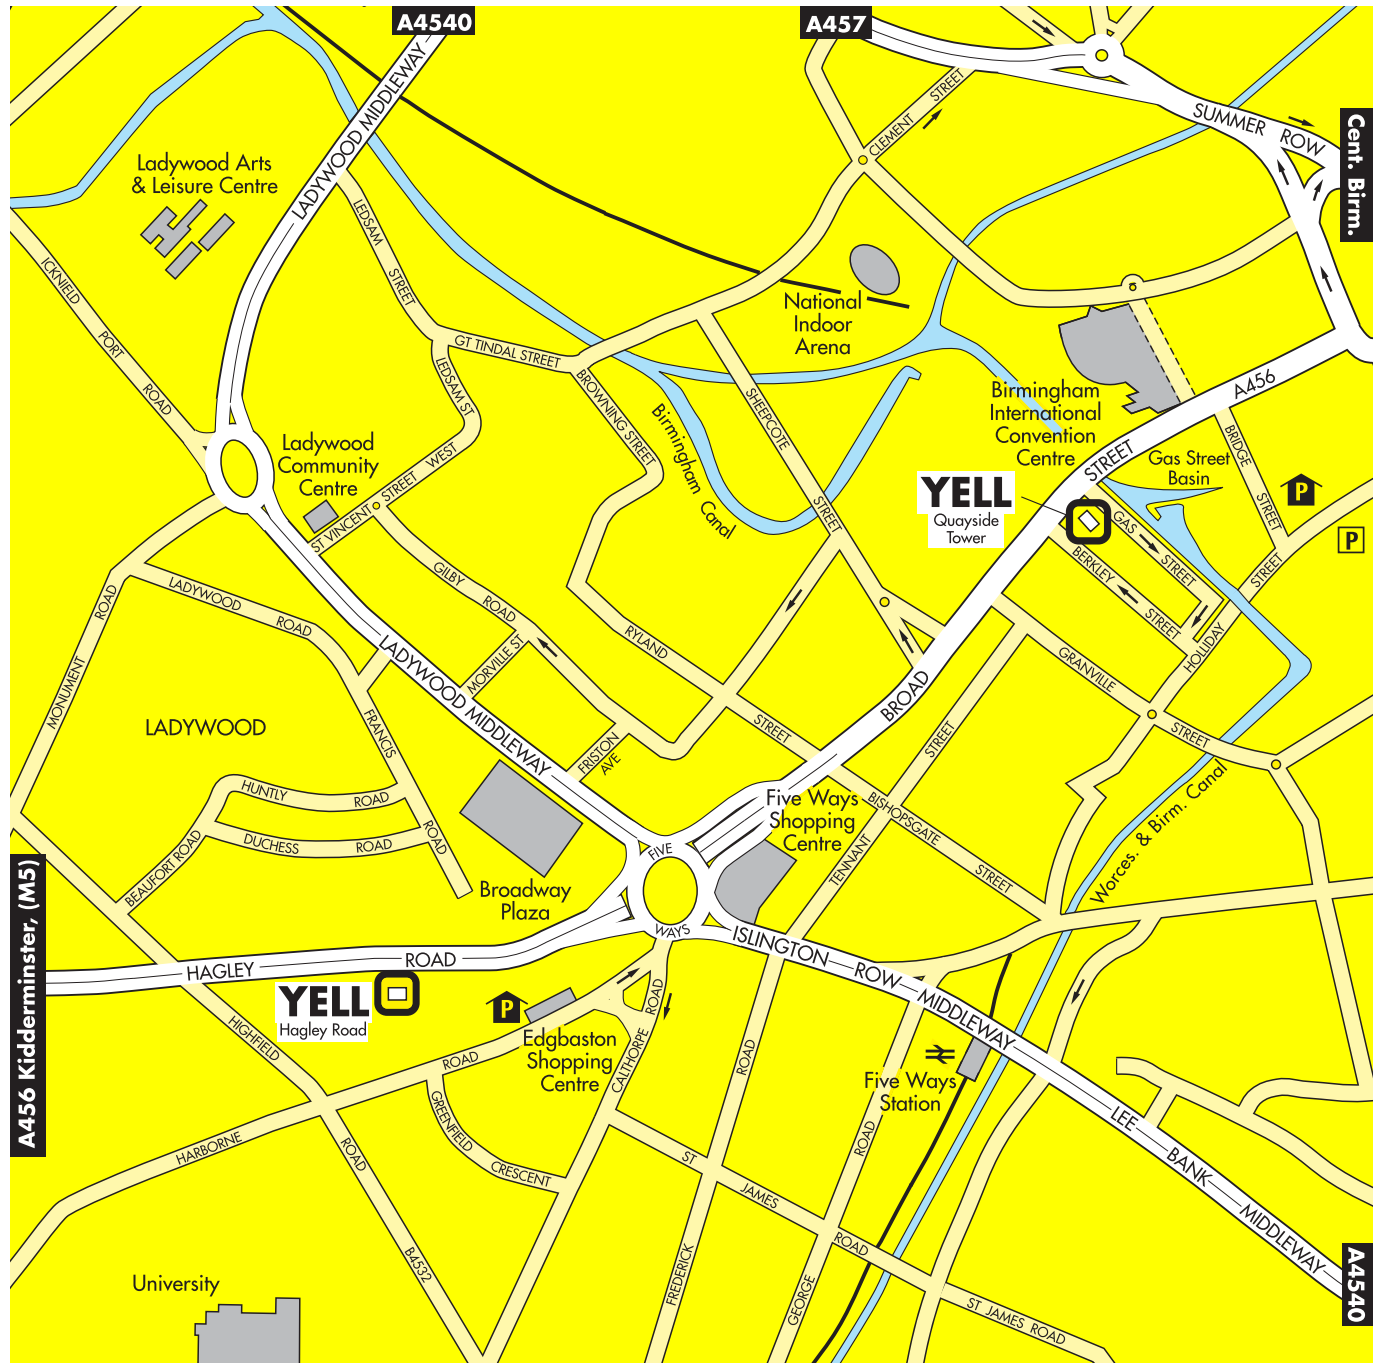 A4540
A457
Cent. Birm.
SUMMER ROW
CLEMENT STREET
LADYWOOD MIDDLEWAY
Ladywood Arts
& Leisure Centre
LEDSAM STREET
ICKNIELD PORT ROAD
National
Indoor
Arena
GT TINDAL STREET
LEDSAM ST
BROWNING STREET
SHEEPCOTE STREET
Birmingham Canal
Birmingham
International
Convention
Centre
A456
BRIDGE STREET
Gas Street
Basin
P
P
Ladywood
Community
Centre
ST VINCENT STREET WEST
YELL
Quayside
Tower
GAS STREET
BERKLEY STREET
HOLLIDAY STREET
BROAD STREET
GILBY ROAD
RYLAND STREET
MORVILLE ST
FRISTON
AVE
LADYWOOD ROAD
MONUMENT ROAD
LADYWOOD
FRANCIS ROAD
LADYWOOD MIDDLEWAY
GRANVILLE STREET
HUNTLY ROAD
DUCHESS ROAD
BEAUFORT ROAD
Five Ways
Shopping
Centre
BISHOPSGATE STREET
TENNANT STREET
Worces. & Birm. Canal
Broadway
Plaza
FIVE
WAYS
A456 Kidderminster, (M5)
HAGLEY ROAD
YELL
Hagley Road
P
Edgbaston
Shopping
Centre
ISLINGTON ROW MIDDLEWAY
Five Ways
Station
LEE BANK MIDDLEWAY
A4540
HIGHFIELD ROAD
B4532
HARBORNE ROAD
GREENFIELD CRESCENT
CALTHORPE ROAD
FREDERICK ROAD
GEORGE ROAD
ST JAMES ROAD
ST JAMES ROAD
University